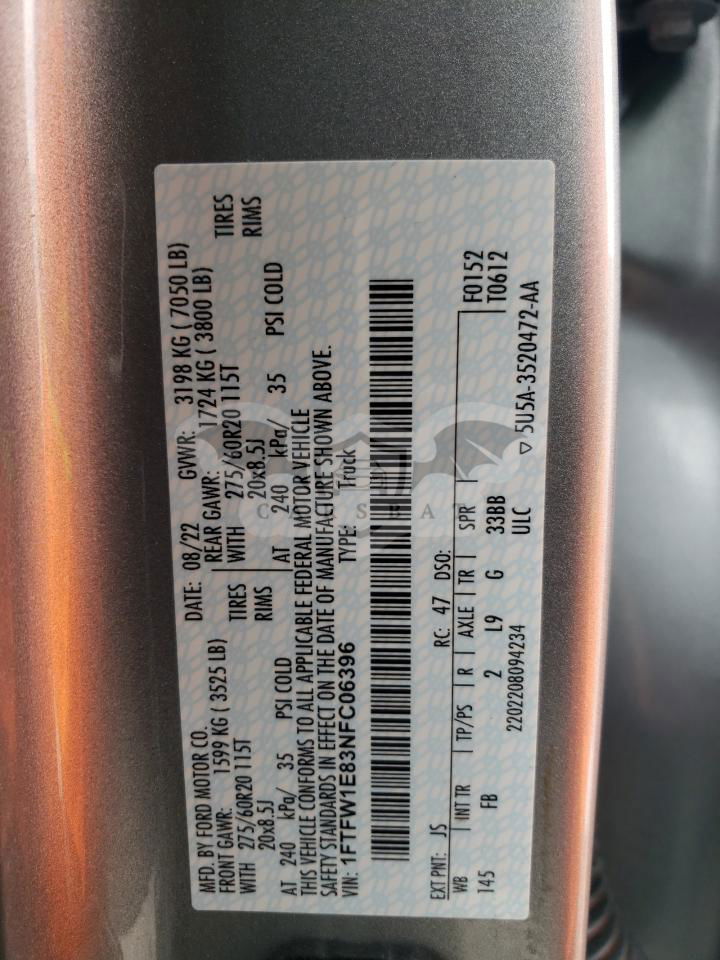 MFD. BY FORD MOTOR CO. DATE: 08/22 GVWR: 3198 KG ( 7050 LB)
FRONT GAWR: 1599 KG ( 3525 LB) REAR GAWR: 1724 KG ( 3800 LB)
WITH 275/60R20 115T TIRES WITH 275/60R20 115T TIRES
20x8.5J RIMS 20x8.5J RIMS
AT 240 kPa/ 35 PSI COLD AT 240 kPa/ 35 PSI COLD
THIS VEHICLE CONFORMS TO ALL APPLICABLE FEDERAL MOTOR VEHICLE
SAFETY STANDARDS IN EFFECT ON THE DATE OF MANUFACTURE SHOWN ABOVE.
VIN: 1FTFW1E83NFC06396 TYPE: Truck
EXT PNT: JS RC: 47 DSO: F0152
WB INT TR TP/PS R AXLE TR SPR T0612
145 FB 2 L9 G 33BB
2202208094234 ULC
▽ 5U5A-3520472-AA